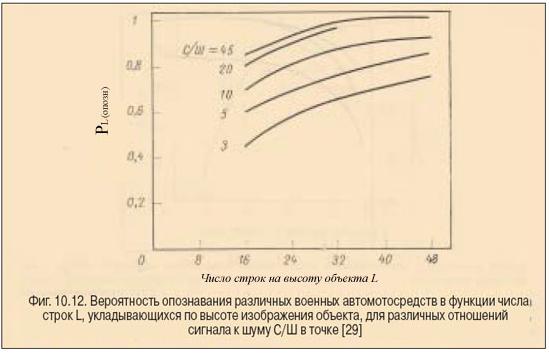 1
С/Ш = 45
0,8
20
10
0,6
5
0,4
3
0,2
P L (опозн)
0
8
16
24
32
40
48
Число строк на высоту объекта L
Фиг. 10.12. Вероятность опознавания различных военных автомотосредств в функции числа
строк L, укладывающихся по высоте изображения объекта, для различных отношений
сигнала к шуму С/Ш в точке [29]